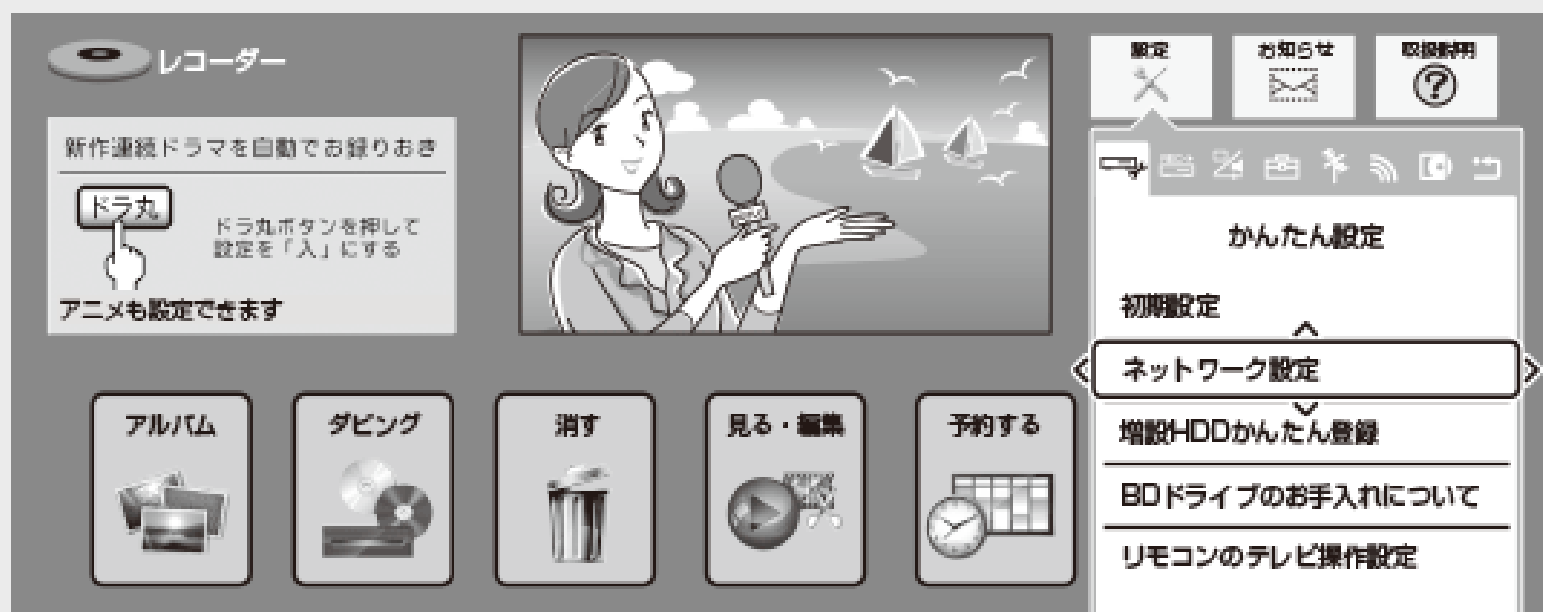 レコーダー
新作連続ドラマを自動でお録りおき
ドラ丸
ドラ丸ボタンを押して
設定を「入」にする
アニメも設定できます
設定
お知らせ
取扱説明
かんたん設定
初期設定
ネットワーク設定
増設HDDかんたん登録
BDドライブのお手入れについて
リモコンのテレビ操作設定
アルバム
ダビング
消す
見る・編集
予約する